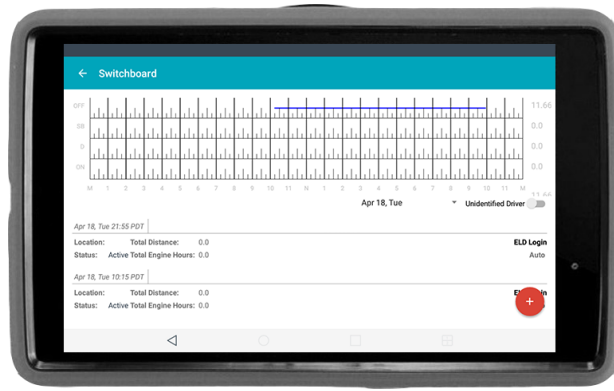 Switchboard
OFF 11.66
SB 0.0
D 0.0
ON
M 1 2 3 4 5 6 7 8 9 10 11 N 1 2 3 4 5 6 7 8 9 10 11 M
11.66
Apr 18, Tue Unidentified Driver
Apr 18, Tue 21:55 PDT
Location: Total Distance: 0.0 ELD Login
Status: Active Total Engine Hours: 0.0 Auto
Apr 18, Tue 10:15 PDT
Location: Total Distance: 0.0
Status: Active Total Engine Hours: 0.0
+